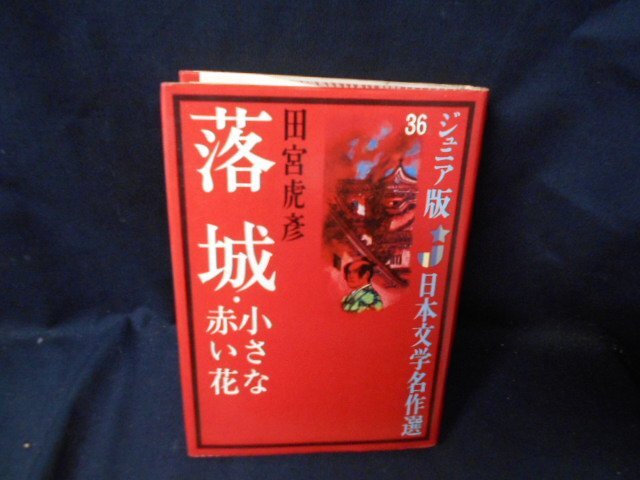 36
ジュニア版
日本文学名作選
田宮虎彦
落城・小さな
赤い花